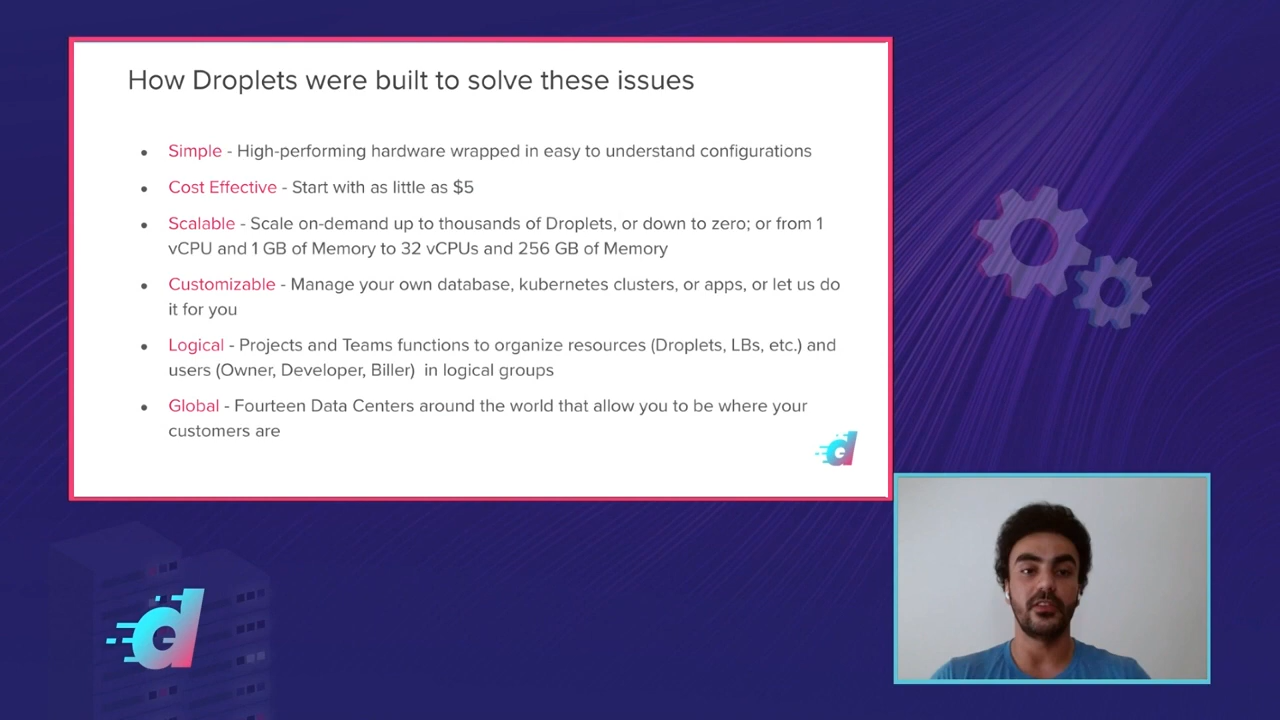 How Droplets were built to solve these issues
Simple - High-performing hardware wrapped in easy to understand configurations
Cost Effective - Start with as little as $5
Scalable - Scale on-demand up to thousands of Droplets, or down to zero; or from 1
vCPU and 1 GB of Memory to 32 vCPUs and 256 GB of Memory
Customizable - Manage your own database, kubernetes clusters, or apps, or let us do
it for you
Logical - Projects and Teams functions to organize resources (Droplets, LBs, etc.) and
users (Owner, Developer, Biller) in logical groups
Global - Fourteen Data Centers around the world that allow you to be where your
customers are
d
d